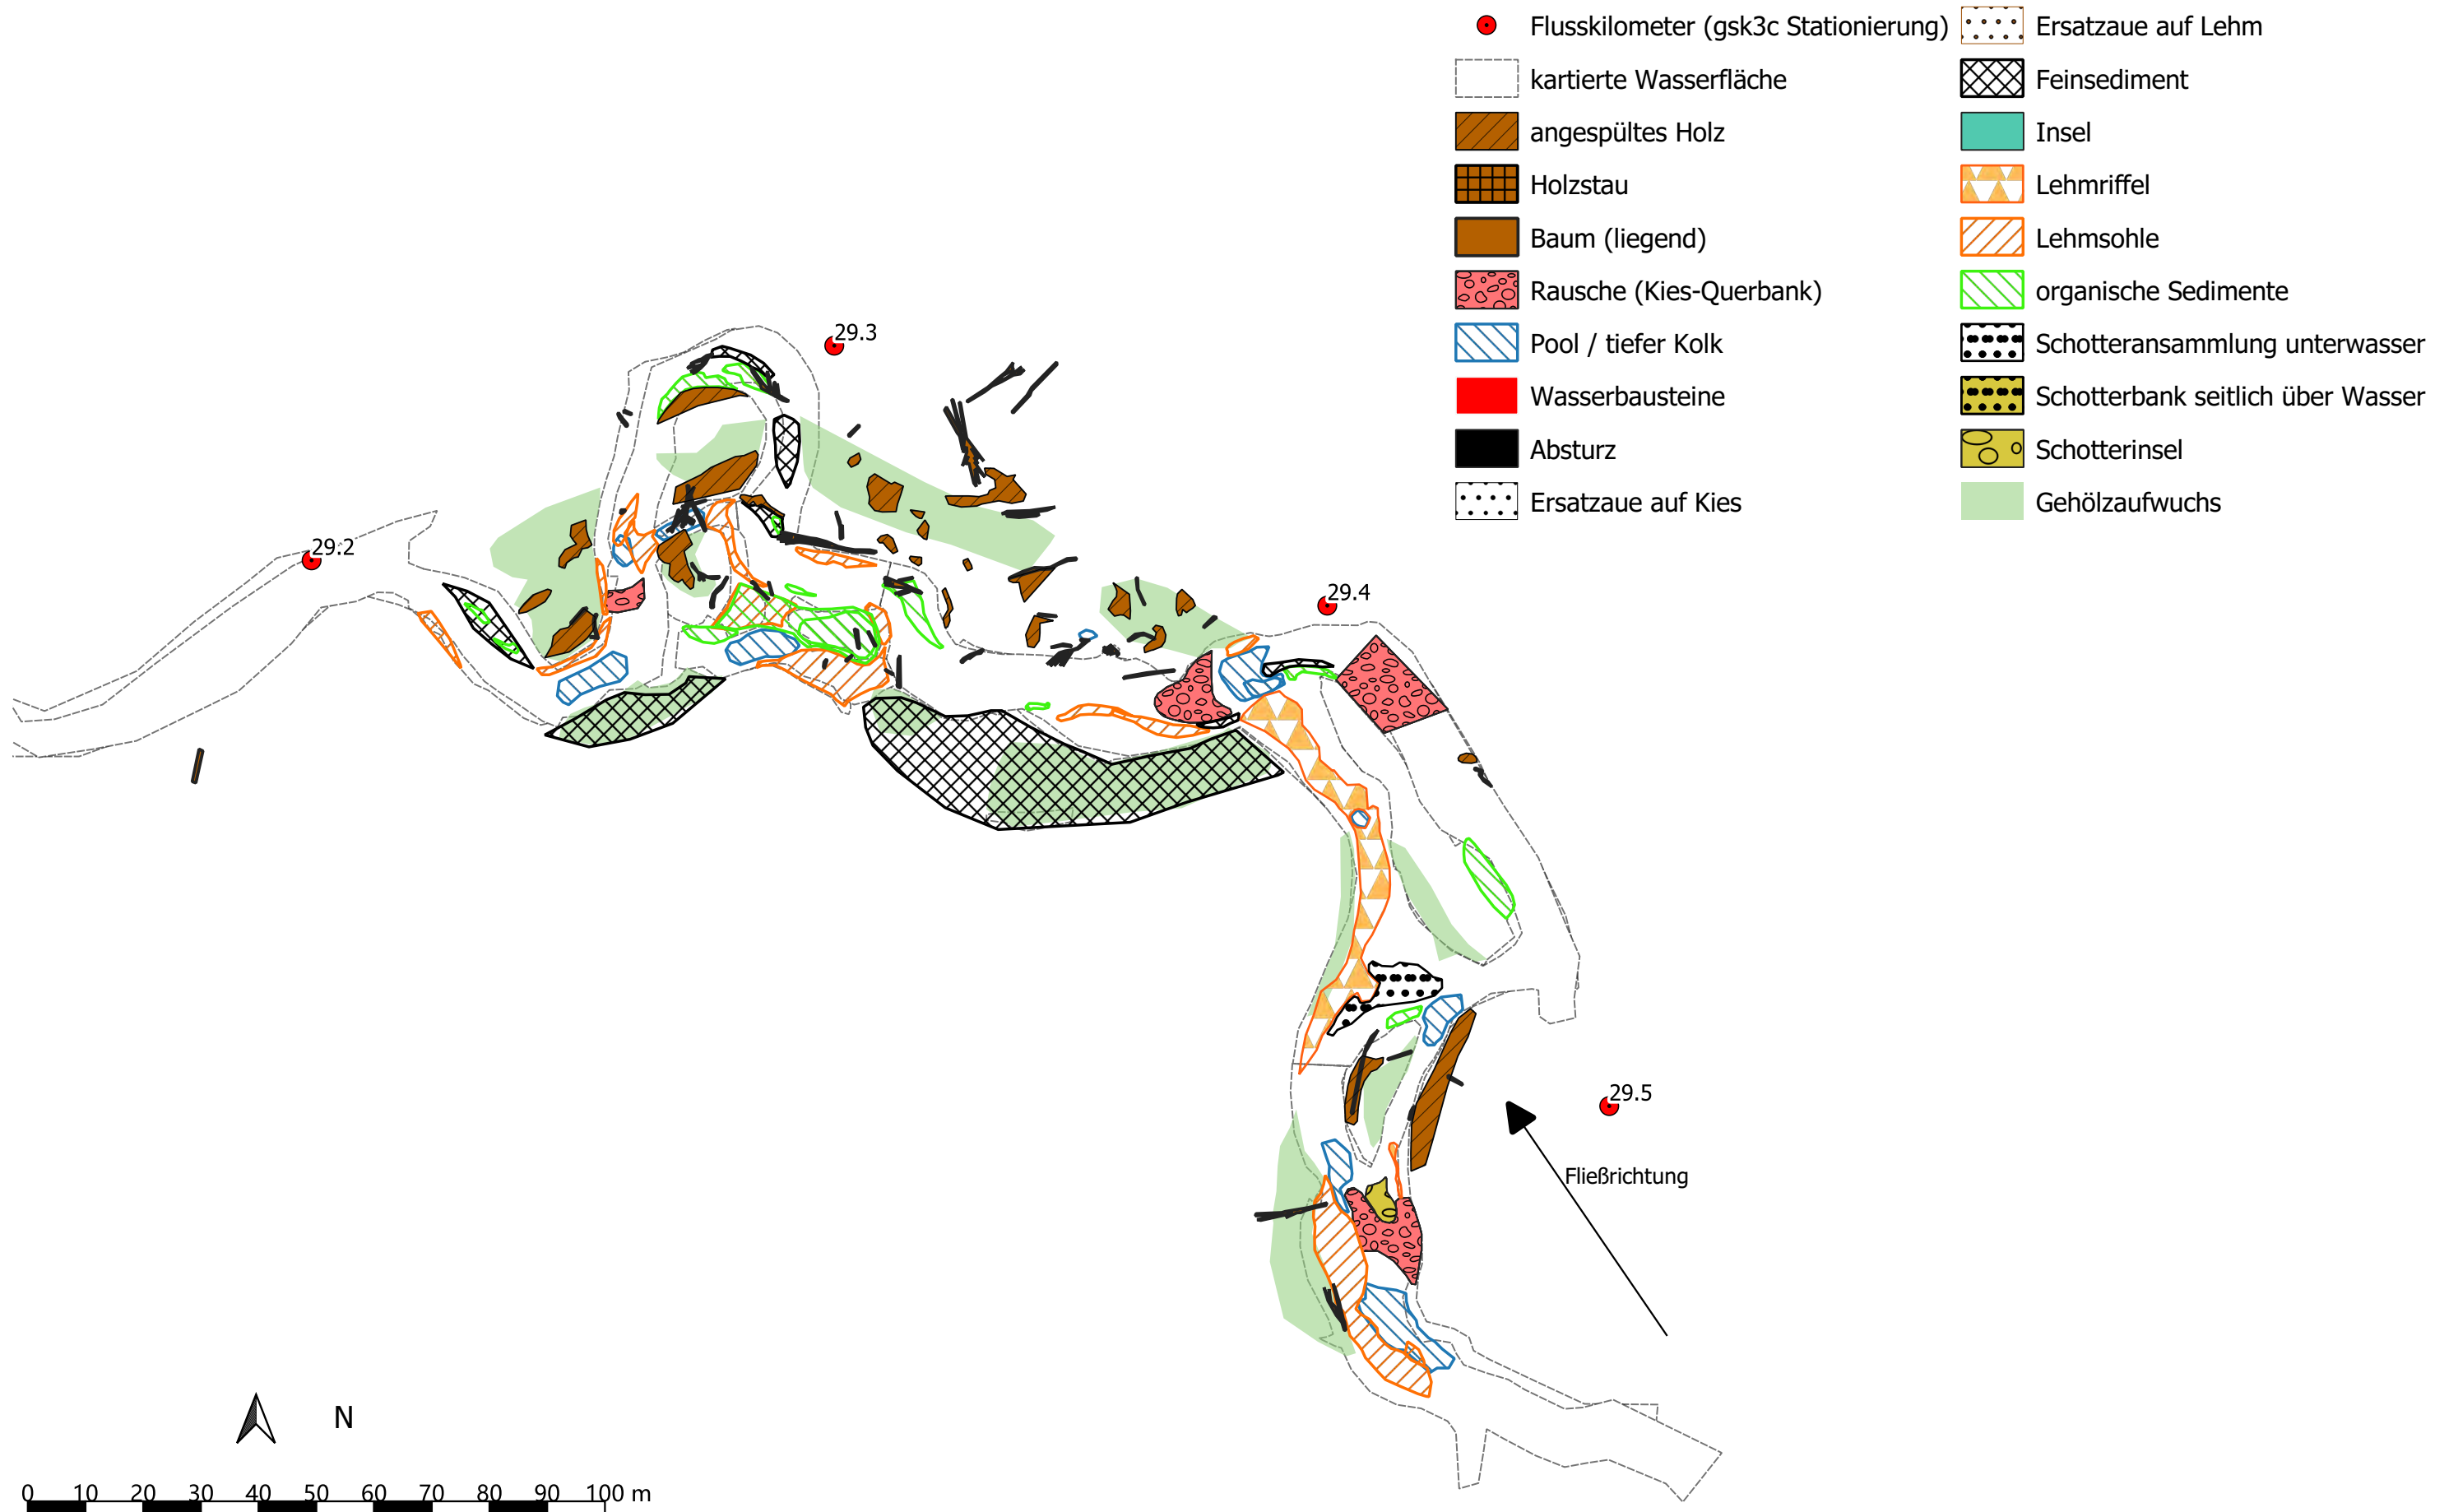 Flusskilometer (gsk3c Stationierung)
kartierte Wasserfläche
angespültes Holz
Holzstau
Baum (liegend)
Rausche (Kies-Querbank)
Pool / tiefer Kolk
Wasserbausteine
Absturz
Ersatzaue auf Kies
Ersatzaue auf Lehm
Feinsediment
Insel
Lehmriffel
Lehmsohle
organische Sedimente
Schotteransammlung unterwasser
Schotterbank seitlich über Wasser
Schotterinsel
Gehölzaufwuchs
29.3
29.2
29.4
29.5
Fließrichtung
N
0 10 20 30 40 50 60 70 80 90 100 m